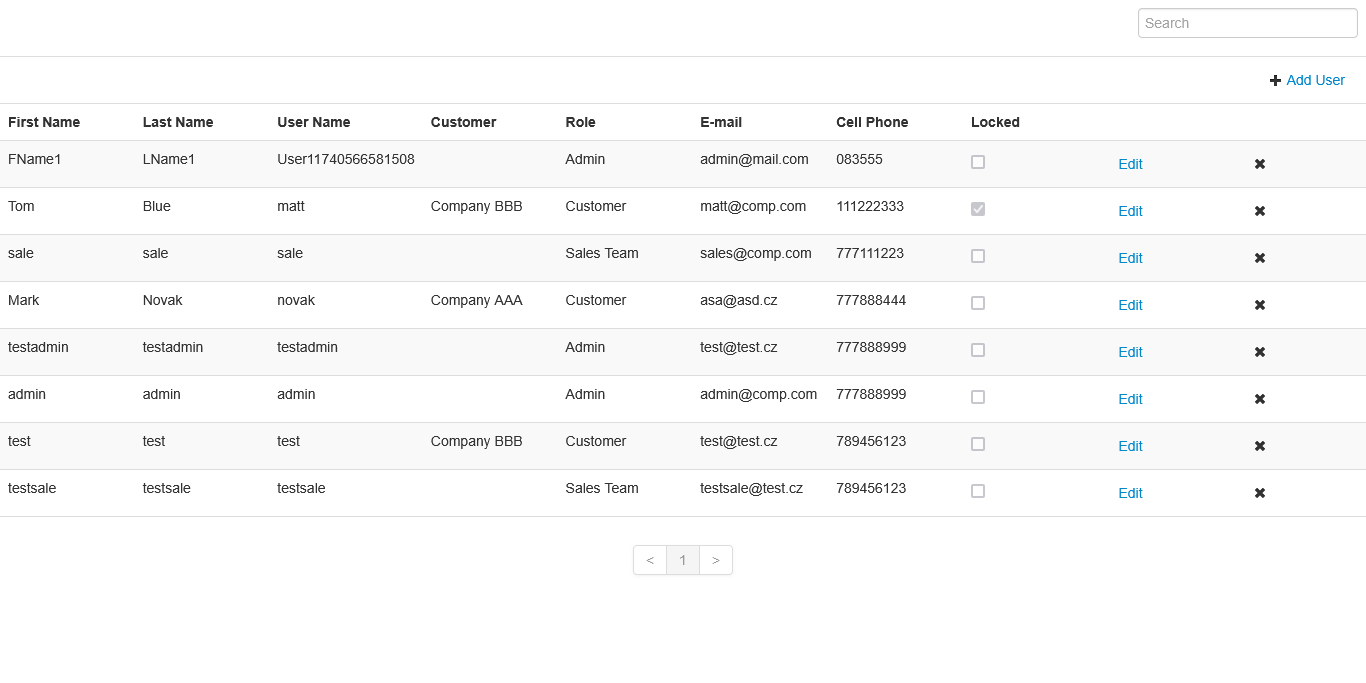 Search
Add User
First Name Last Name User Name Customer Role E-mail Cell Phone Locked
FName1 LName1 User11740566581508 Admin admin@mail.com 083555 Edit
Tom Blue matt Company BBB Customer matt@comp.com 111222333 Edit
sale sale sale Sales Team sales@comp.com 777111223 Edit
Mark Novak novak Company AAA Customer asa@asd.cz 777888444 Edit
testadmin testadmin testadmin Admin test@test.cz 777888999 Edit
admin admin admin Admin admin@comp.com 777888999 Edit
test test test Company BBB Customer test@test.cz 789456123 Edit
testsale testsale testsale Sales Team testsale@test.cz 789456123 Edit
< 1 >